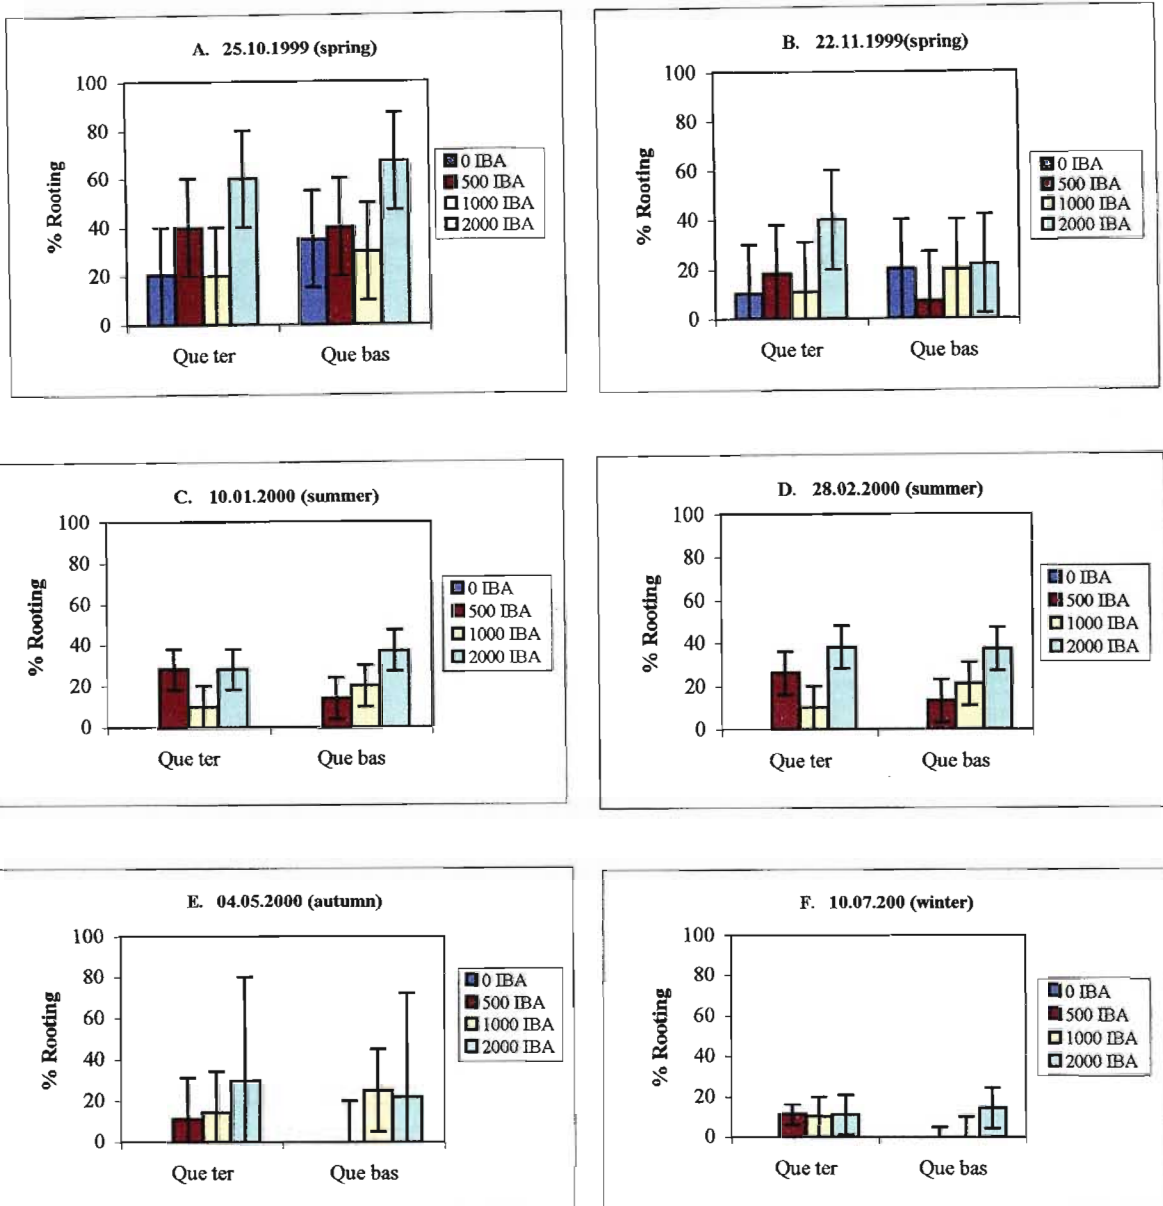 A. 25.10.1999 (spring)
100
80
60
40
20
0
% Rooting
Que ter
Que bas
0 IBA
500 IBA
1000 IBA
2000 IBA
B. 22.11.1999(spring)
100
80
60
40
20
0
% Rooting
Que ter
Que bas
0 IBA
500 IBA
1000 IBA
2000 IBA
C. 10.01.2000 (summer)
100
80
60
40
20
0
% Rooting
Que ter
Que bas
0 IBA
500 IBA
1000 IBA
2000 IBA
D. 28.02.2000 (summer)
100
80
60
40
20
0
% Rooting
Que ter
Que bas
0 IBA
500 IBA
1000 IBA
2000 IBA
E. 04.05.2000 (autumn)
100
80
60
40
20
0
% Rooting
Que ter
Que bas
0 IBA
500 IBA
1000 IBA
2000 IBA
F. 10.07.200 (winter)
100
80
60
40
20
0
% Rooting
Que ter
Que bas
0 IBA
500 IBA
1000 IBA
2000 IBA